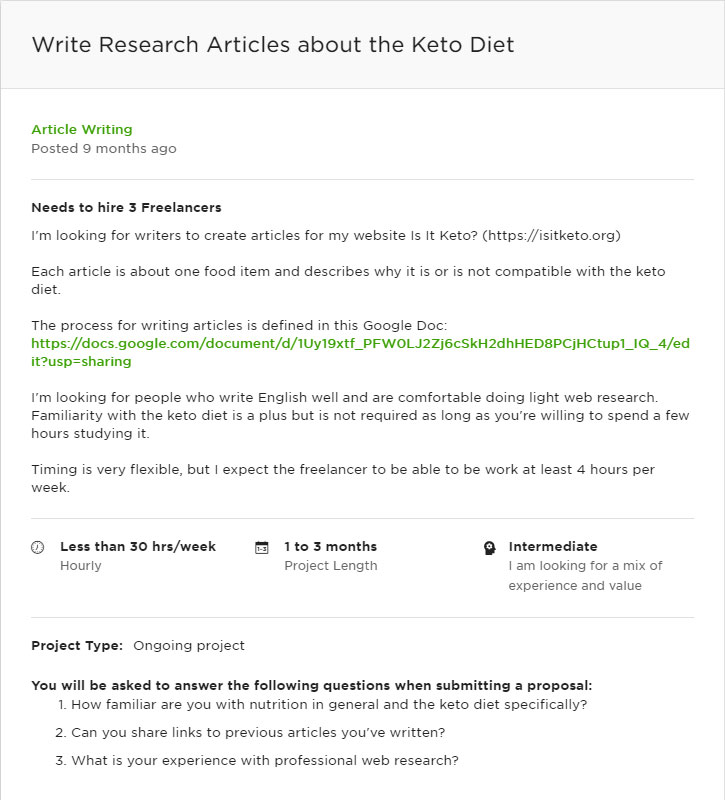 Write Research Articles about the Keto Diet
Article Writing
Posted 9 months ago
Needs to hire 3 Freelancers
I'm looking for writers to create articles for my website Is It Keto? (https://isitketo.org)
Each article is about one food item and describes why it is or is not compatible with the keto
diet.
The process for writing articles is defined in this Google Doc:
https://docs.google.com/document/d/1Uy19xtf_PFW0LJ2Zj6cSkH2dhHED8PCjHCtup1_IQ_4/ed
it?usp=sharing
I'm looking for people who write English well and are comfortable doing light web research.
Familiarity with the keto diet is a plus but is not required as long as you're willing to spend a few
hours studying it.
Timing is very flexible, but I expect the freelancer to be able to be work at least 4 hours per
week.
Less than 30 hrs/week
Hourly
1-3
1 to 3 months
Project Length
Intermediate
I am looking for a mix of
experience and value
Project Type: Ongoing project
You will be asked to answer the following questions when submitting a proposal:
1. How familiar are you with nutrition in general and the keto diet specifically?
2. Can you share links to previous articles you've written?
3. What is your experience with professional web research?